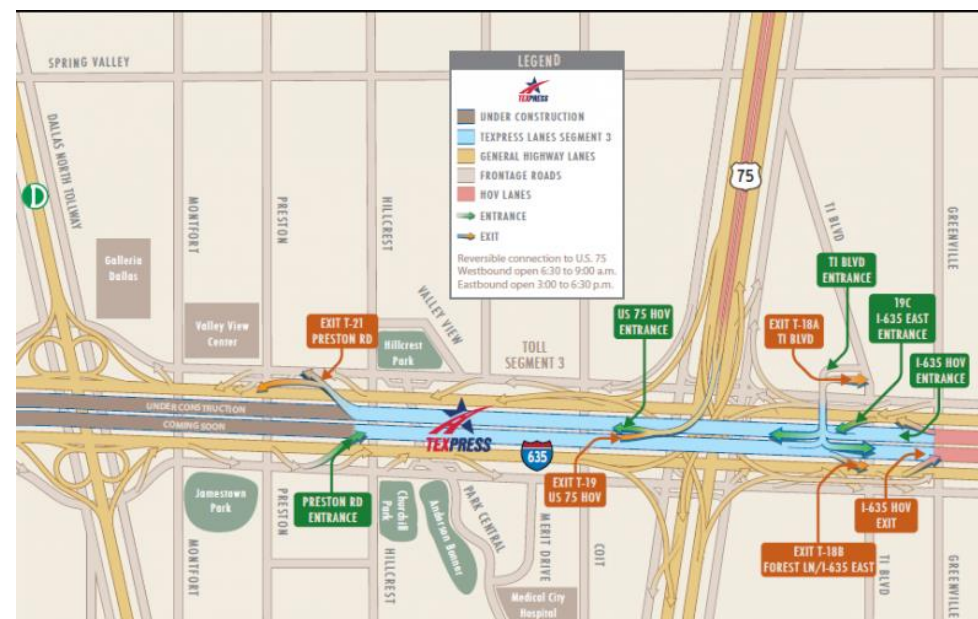 SPRING VALLEY
DALLAS NORTH TOLLWAY
D
MONTFORT
PRESTON
HILLCREST
LEGEND
TEXPRESS
UNDER CONSTRUCTION
TEXPRESS LANES SEGMENT 3
GENERAL HIGHWAY LANES
FRONTAGE ROADS
HOV LANES
ENTRANCE
EXIT
Reversible connection to U.S. 75
Westbound open 6:30 to 9:00 a.m.
Eastbound open 3:00 to 6:30 p.m.
75
TI BLVD
GREENVILLE
Galleria
Dallas
Valley View
Center
EXIT T-21
PRESTON RD
Hillcrest
Park
VALLEY VIEW
TOLL
SEGMENT 3
US 75 HOV
ENTRANCE
TI BLVD
ENTRANCE
EXIT T-18A
TI BLVD
19C
I-635 EAST
ENTRANCE
I-635 HOV
ENTRANCE
UNDER CONSTRUCTION
COMING SOON
TEXPRESS
635
EXIT T-19
US 75 HOV
PRESTON RD
ENTRANCE
Jamestown
Park
MONTFORT
PRESTON
Churchill
Park
HILLCREST
Anderson Bonner
PARK CENTRAL
MERIT DRIVE
COIT
Medical City
Hospital
EXIT T-18B
FOREST LN/I-635 EAST
I-635 HOV
EXIT
TI BLVD
GREENVILLE